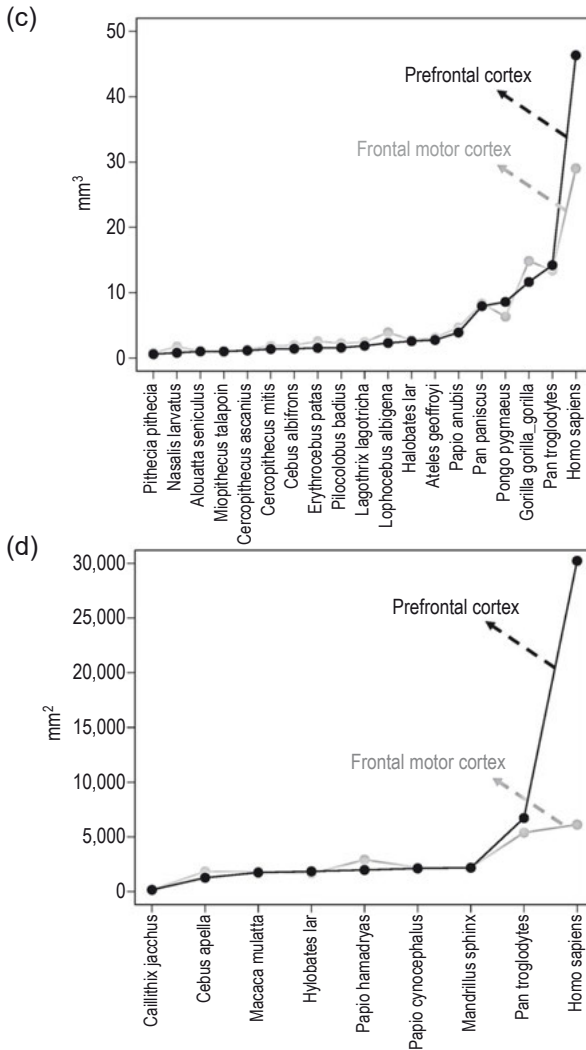 (c)
50
Prefrontal cortex
40
Frontal motor cortex
30
mm³
20
10
0
Pithecia pithecia
Nasalis larvatus
Alouatta seniculus
Miopithecus talapoin
Cercopithecus ascanius
Cercopithecus mitis
Cebus albifrons
Erythrocebus patas
Pilocolobus badius
Lagothrix lagotricha
Lophocebus albigena
Halobates lar
Ateles geoffroyi
Papio anubis
Pan paniscus
Pongo pygmaeus
Gorilla gorilla_gorilla
Pan troglodytes
Homo sapiens
(d)
30,000
Prefrontal cortex
20,000
mm²
15,000
Frontal motor cortex
10,000
5,000
0
Caillithix jacchus
Cebus apella
Macaca mulatta
Hylobates lar
Papio hamadryas
Papio cynocephalus
Mandrillus sphinx
Pan troglodytes
Homo sapiens